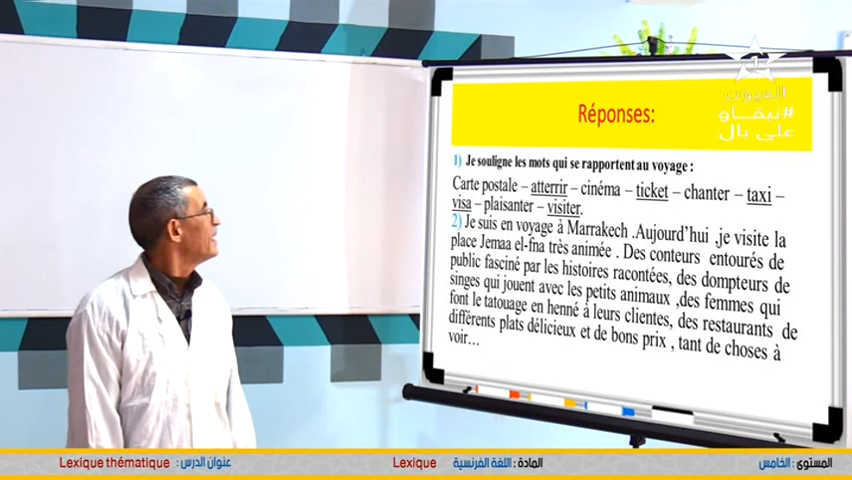 العيون
#نبقاو
على بال
Réponses:
1) Je souligne les mots qui se rapportent au voyage :
Carte postale – atterrir – cinéma – ticket – chanter – taxi –
visa – plaisanter – visiter.
2) Je suis en voyage à Marrakech .Aujourd’hui ,je visite la
place Jemaa el-fna très animée . Des conteurs entourés de
public fasciné par les histoires racontées, des dompteurs de
singes qui jouent avec les petits animaux ,des femmes qui
font le tatouage en henné à leurs clientes, des restaurants de
différents plats délicieux et de bons prix , tant de choses à
voir…
المستوى : الخامس
المادة : اللغة الفرنسية Lexique
عنوان الدرس : Lexique thématique